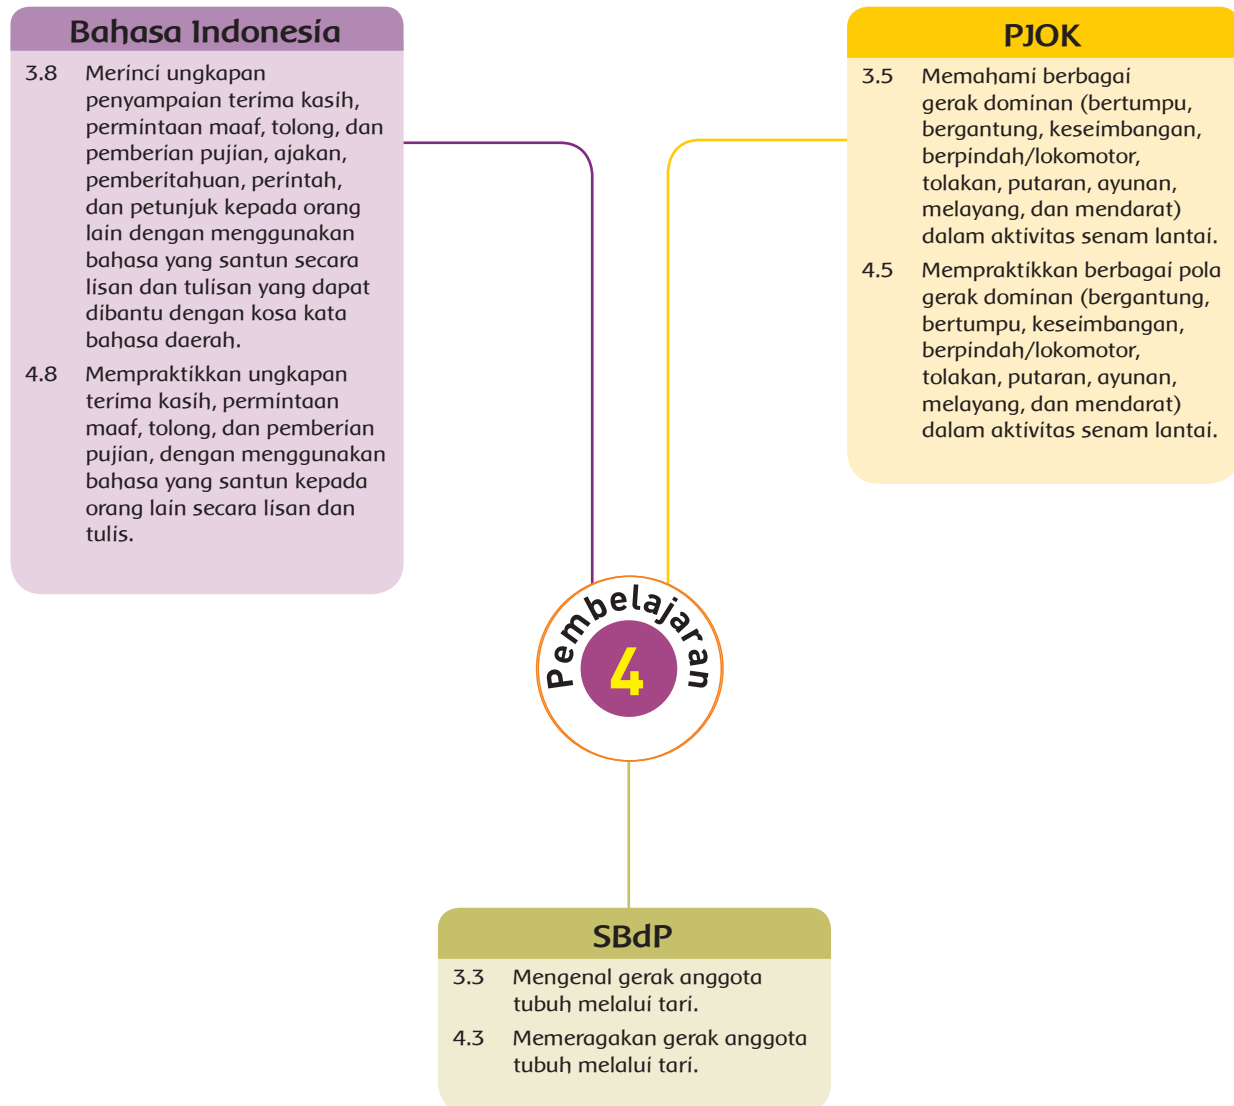 Bahasa Indonesia
3.8 Merinci ungkapan
penyampaian terima kasih,
permintaan maaf, tolong, dan
pemberian pujian, ajakan,
pemberitahuan, perintah,
dan petunjuk kepada orang
lain dengan menggunakan
bahasa yang santun secara
lisan dan tulisan yang dapat
dibantu dengan kosa kata
bahasa daerah.
4.8 Mempraktikkan ungkapan
terima kasih, permintaan
maaf, tolong, dan pemberian
pujian, dengan menggunakan
bahasa yang santun kepada
orang lain secara lisan dan
tulis.
PJOK
3.5 Memahami berbagai
gerak dominan (bertumpu,
bergantung, keseimbangan,
berpindah/lokomotor,
tolakan, putaran, ayunan,
melayang, dan mendarat)
dalam aktivitas senam lantai.
4.5 Mempraktikkan berbagai pola
gerak dominan (bergantung,
bertumpu, keseimbangan,
berpindah/lokomotor,
tolakan, putaran, ayunan,
melayang, dan mendarat)
dalam aktivitas senam lantai.
Pembelajaran
4
SBdP
3.3 Mengenal gerak anggota
tubuh melalui tari.
4.3 Memeragakan gerak anggota
tubuh melalui tari.